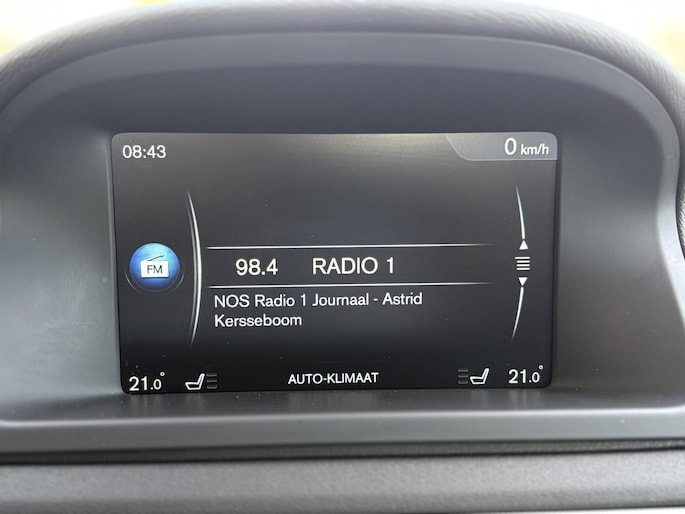 08:43
0 km/h
FM
98.4 RADIO 1
NOS Radio 1 Journaal - Astrid
Kersseboom
21.0° AUTO-KLIMAAT 21.0°